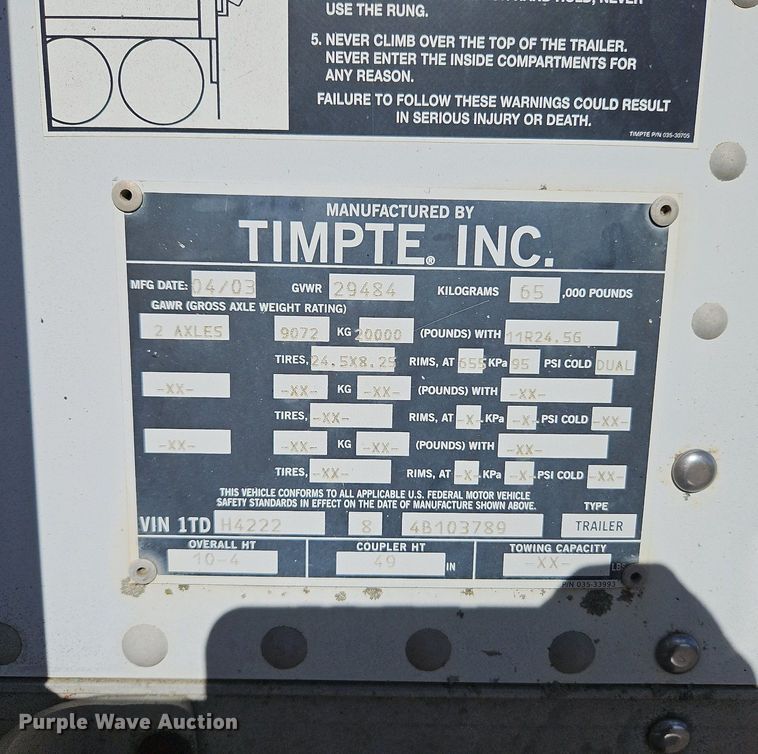 USE THE RUNG.
5. NEVER CLIMB OVER THE TOP OF THE TRAILER.
NEVER ENTER THE INSIDE COMPARTMENTS FOR
ANY REASON.
FAILURE TO FOLLOW THESE WARNINGS COULD RESULT
IN SERIOUS INJURY OR DEATH.
TIMPTE P/N 035-30705
MANUFACTURED BY
TIMPTE® INC.
MFG DATE: 04/03 GVWR 29484 KILOGRAMS 65 ,000 POUNDS
GAWR (GROSS AXLE WEIGHT RATING)
2 AXLES 9072 KG 20000 (POUNDS) WITH 11R24.5G
TIRES, 24.5X8.25 RIMS, AT 655 KPa 95 PSI COLD DUAL
-XX- -XX- KG -XX- (POUNDS) WITH -XX-
TIRES, -XX- RIMS, AT -X- KPa -X- PSI COLD -XX-
-XX- -XX- KG -XX- (POUNDS) WITH -XX-
TIRES, -XX- RIMS, AT -X- KPa -X- PSI COLD -XX-
THIS VEHICLE CONFORMS TO ALL APPLICABLE U.S. FEDERAL MOTOR VEHICLE
SAFETY STANDARDS IN EFFECT ON THE DATE OF MANUFACTURE SHOWN ABOVE.
TYPE
VIN 1TD H4222 8 4B103789 TRAILER
OVERALL HT COUPLER HT TOWING CAPACITY
10-4 49 IN -XX- LBS
P/N 035-33993
Purple Wave Auction